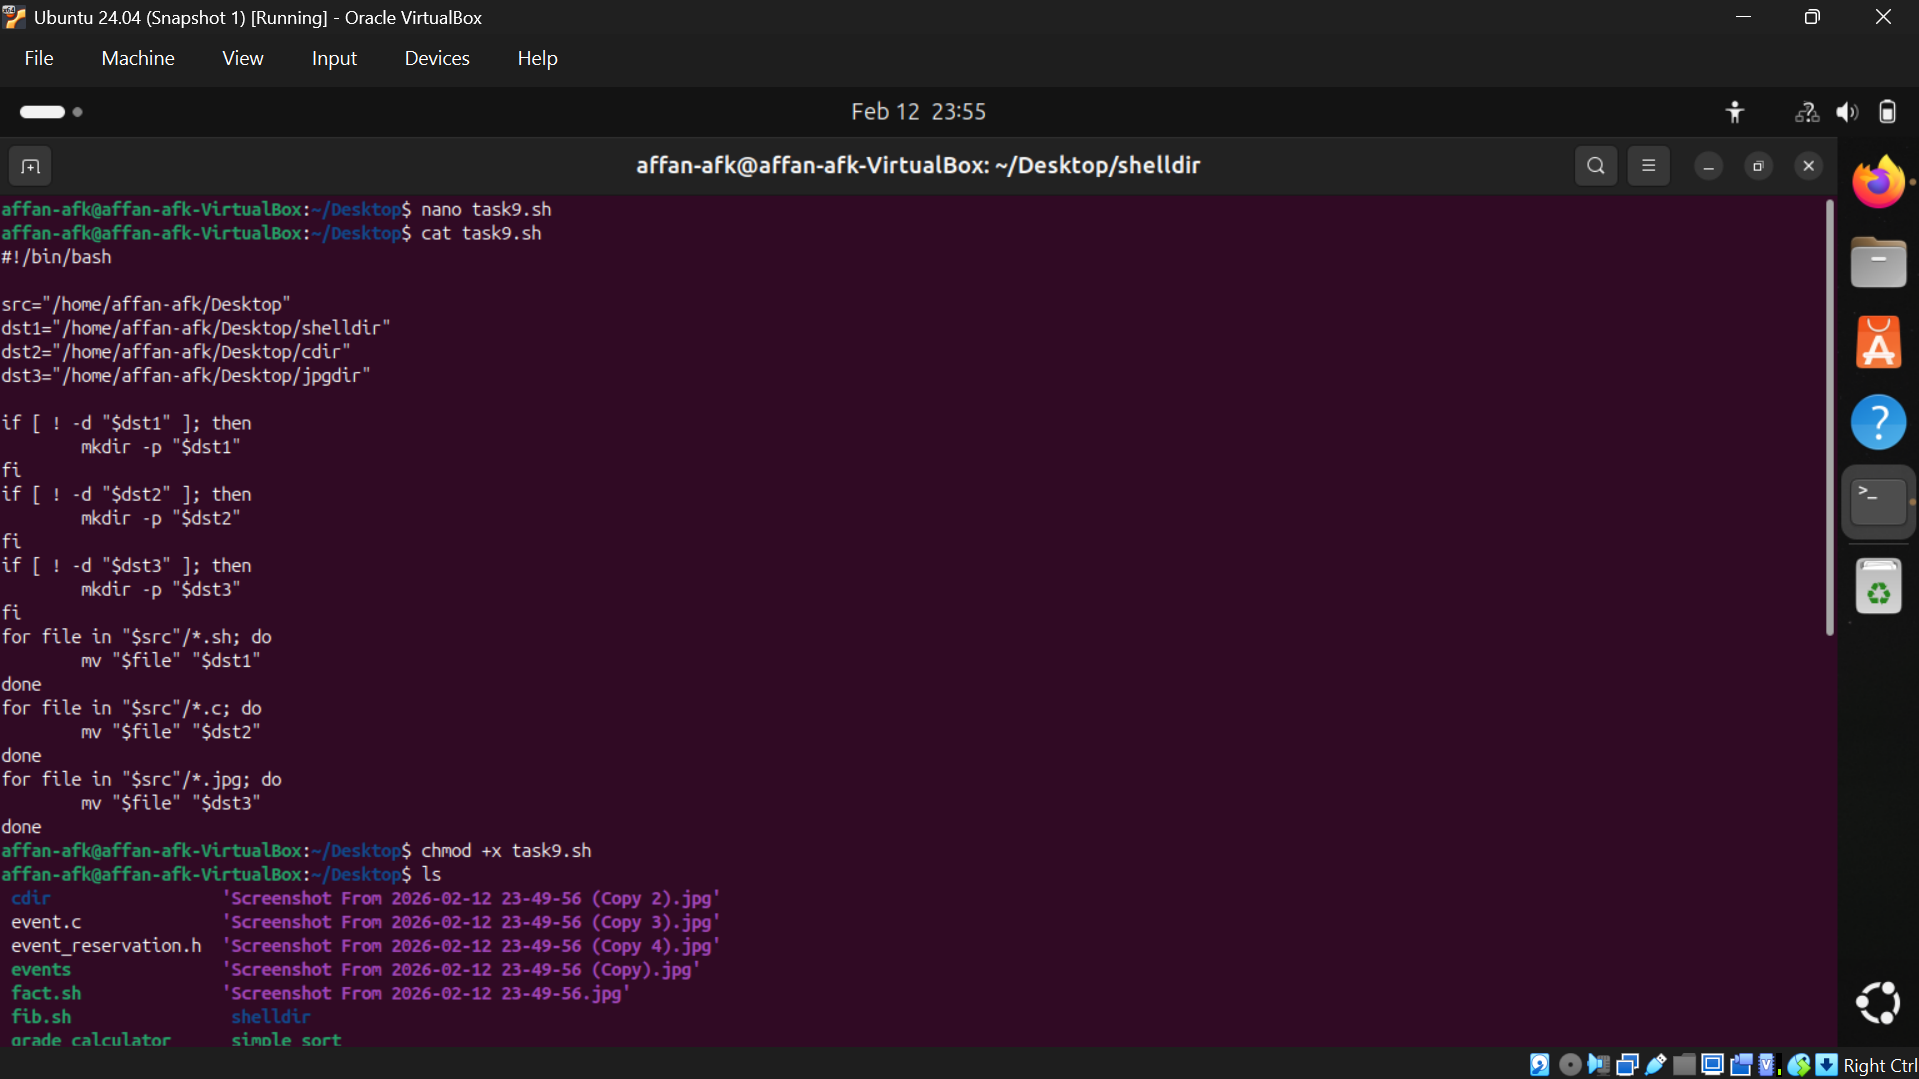 Ubuntu 24.04 (Snapshot 1) [Running] - Oracle VirtualBox
File Machine View Input Devices Help
Feb 12 23:55
affan-afk@affan-afk-VirtualBox: ~/Desktop/shelldir
affan-afk@affan-afk-VirtualBox:~/Desktop$ nano task9.sh
affan-afk@affan-afk-VirtualBox:~/Desktop$ cat task9.sh
#!/bin/bash
src="/home/affan-afk/Desktop"
dst1="/home/affan-afk/Desktop/shelldir"
dst2="/home/affan-afk/Desktop/cdir"
dst3="/home/affan-afk/Desktop/jpgdir"
if [ ! -d "$dst1" ]; then
mkdir -p "$dst1"
fi
if [ ! -d "$dst2" ]; then
mkdir -p "$dst2"
fi
if [ ! -d "$dst3" ]; then
mkdir -p "$dst3"
fi
for file in "$src"/*.sh; do
mv "$file" "$dst1"
done
for file in "$src"/*.c; do
mv "$file" "$dst2"
done
for file in "$src"/*.jpg; do
mv "$file" "$dst3"
done
affan-afk@affan-afk-VirtualBox:~/Desktop$ chmod +x task9.sh
affan-afk@affan-afk-VirtualBox:~/Desktop$ ls
cdir 'Screenshot From 2026-02-12 23-49-56 (Copy 2).jpg'
event.c 'Screenshot From 2026-02-12 23-49-56 (Copy 3).jpg'
event_reservation.h 'Screenshot From 2026-02-12 23-49-56 (Copy 4).jpg'
events 'Screenshot From 2026-02-12 23-49-56 (Copy).jpg'
fact.sh 'Screenshot From 2026-02-12 23-49-56.jpg'
fib.sh shelldir
grade_calculator simple_sort
Right Ctrl